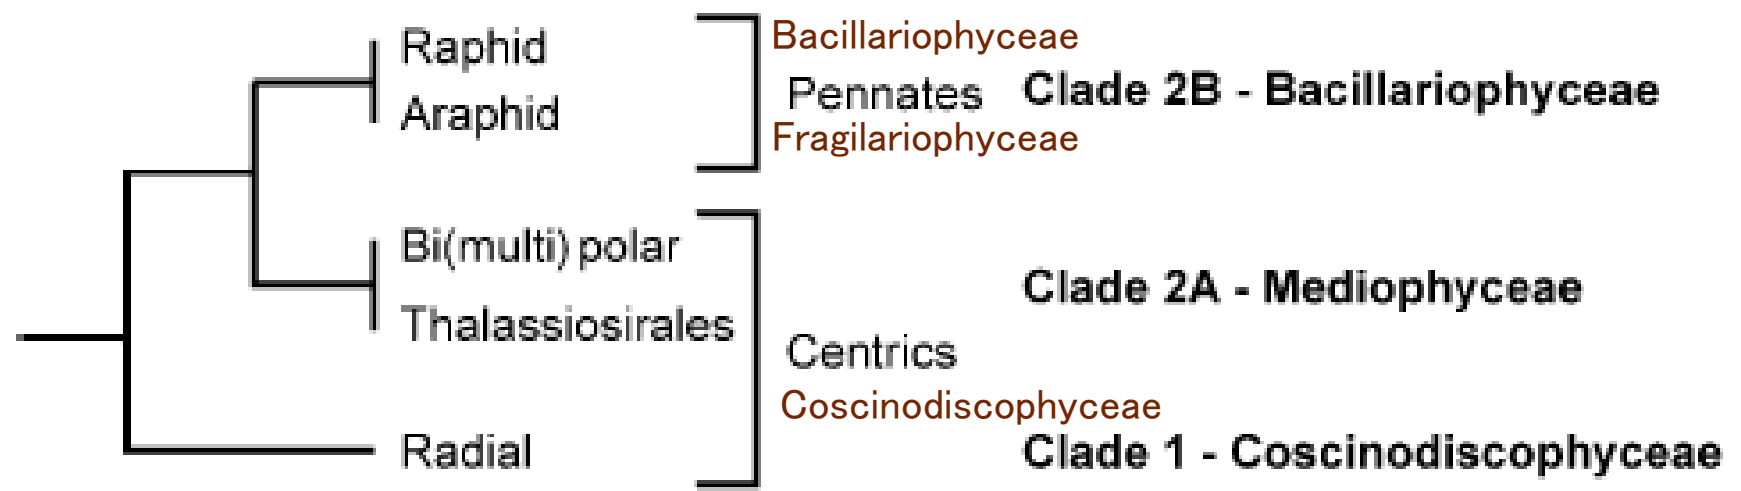 Raphid
Araphid
Bacillariophyceae
Pennates
Fragilariophyceae
Clade 2B - Bacillariophyceae
Bi(multi) polar
Thalassiosirales
Clade 2A - Mediophyceae
Centrics
Coscinodiscophyceae
Radial
Clade 1 - Coscinodiscophyceae